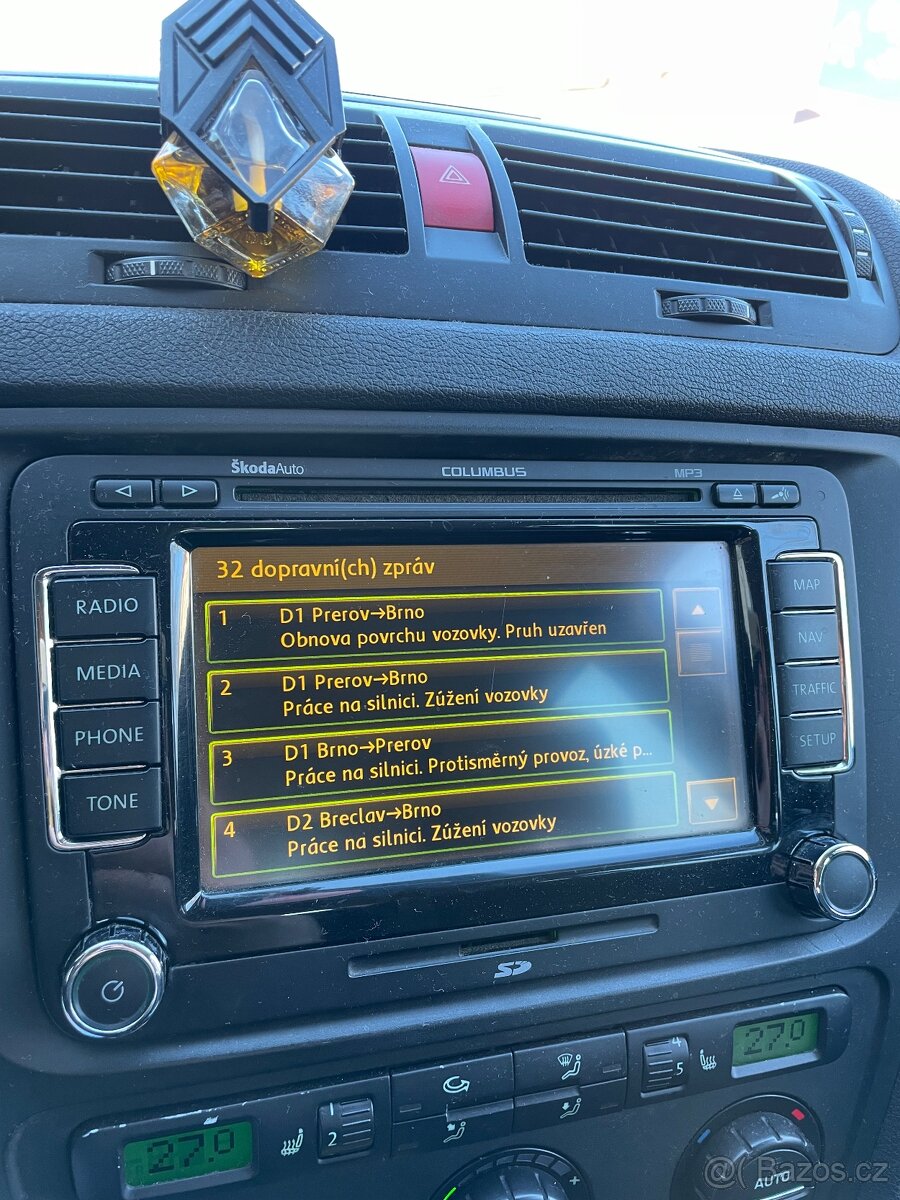 ŠkodaAuto
COLUMBUS
MP3
32 dopravní(ch) zpráv
1 D1 Prerov→Brno
Obnova povrchu vozovky. Pruh uzavřen
2 D1 Prerov→Brno
Práce na silnici. Zúžení vozovky
3 D1 Brno→Prerov
Práce na silnici. Protisměrný provoz, úzké p...
4 D2 Breclav→Brno
Práce na silnici. Zúžení vozovky
RADIO
MEDIA
PHONE
TONE
MAP
NAV
TRAFFIC
SETUP
SD
27.0
2
4
5
27.0
AUTO
@ Bazos.cz